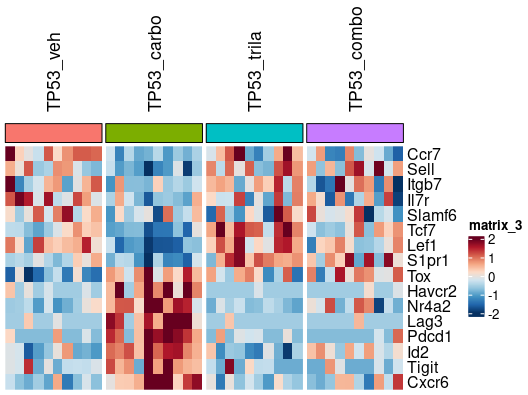 TP53_veh
TP53_carbo
TP53_trila
TP53_combo
Ccr7
Sell
Itgb7
Il7r
Slamf6
Tcf7
Lef1
S1pr1
Tox
Havcr2
Nr4a2
Lag3
Pdcd1
Id2
Tigit
Cxcr6
matrix_3
2
1
0
-1
-2